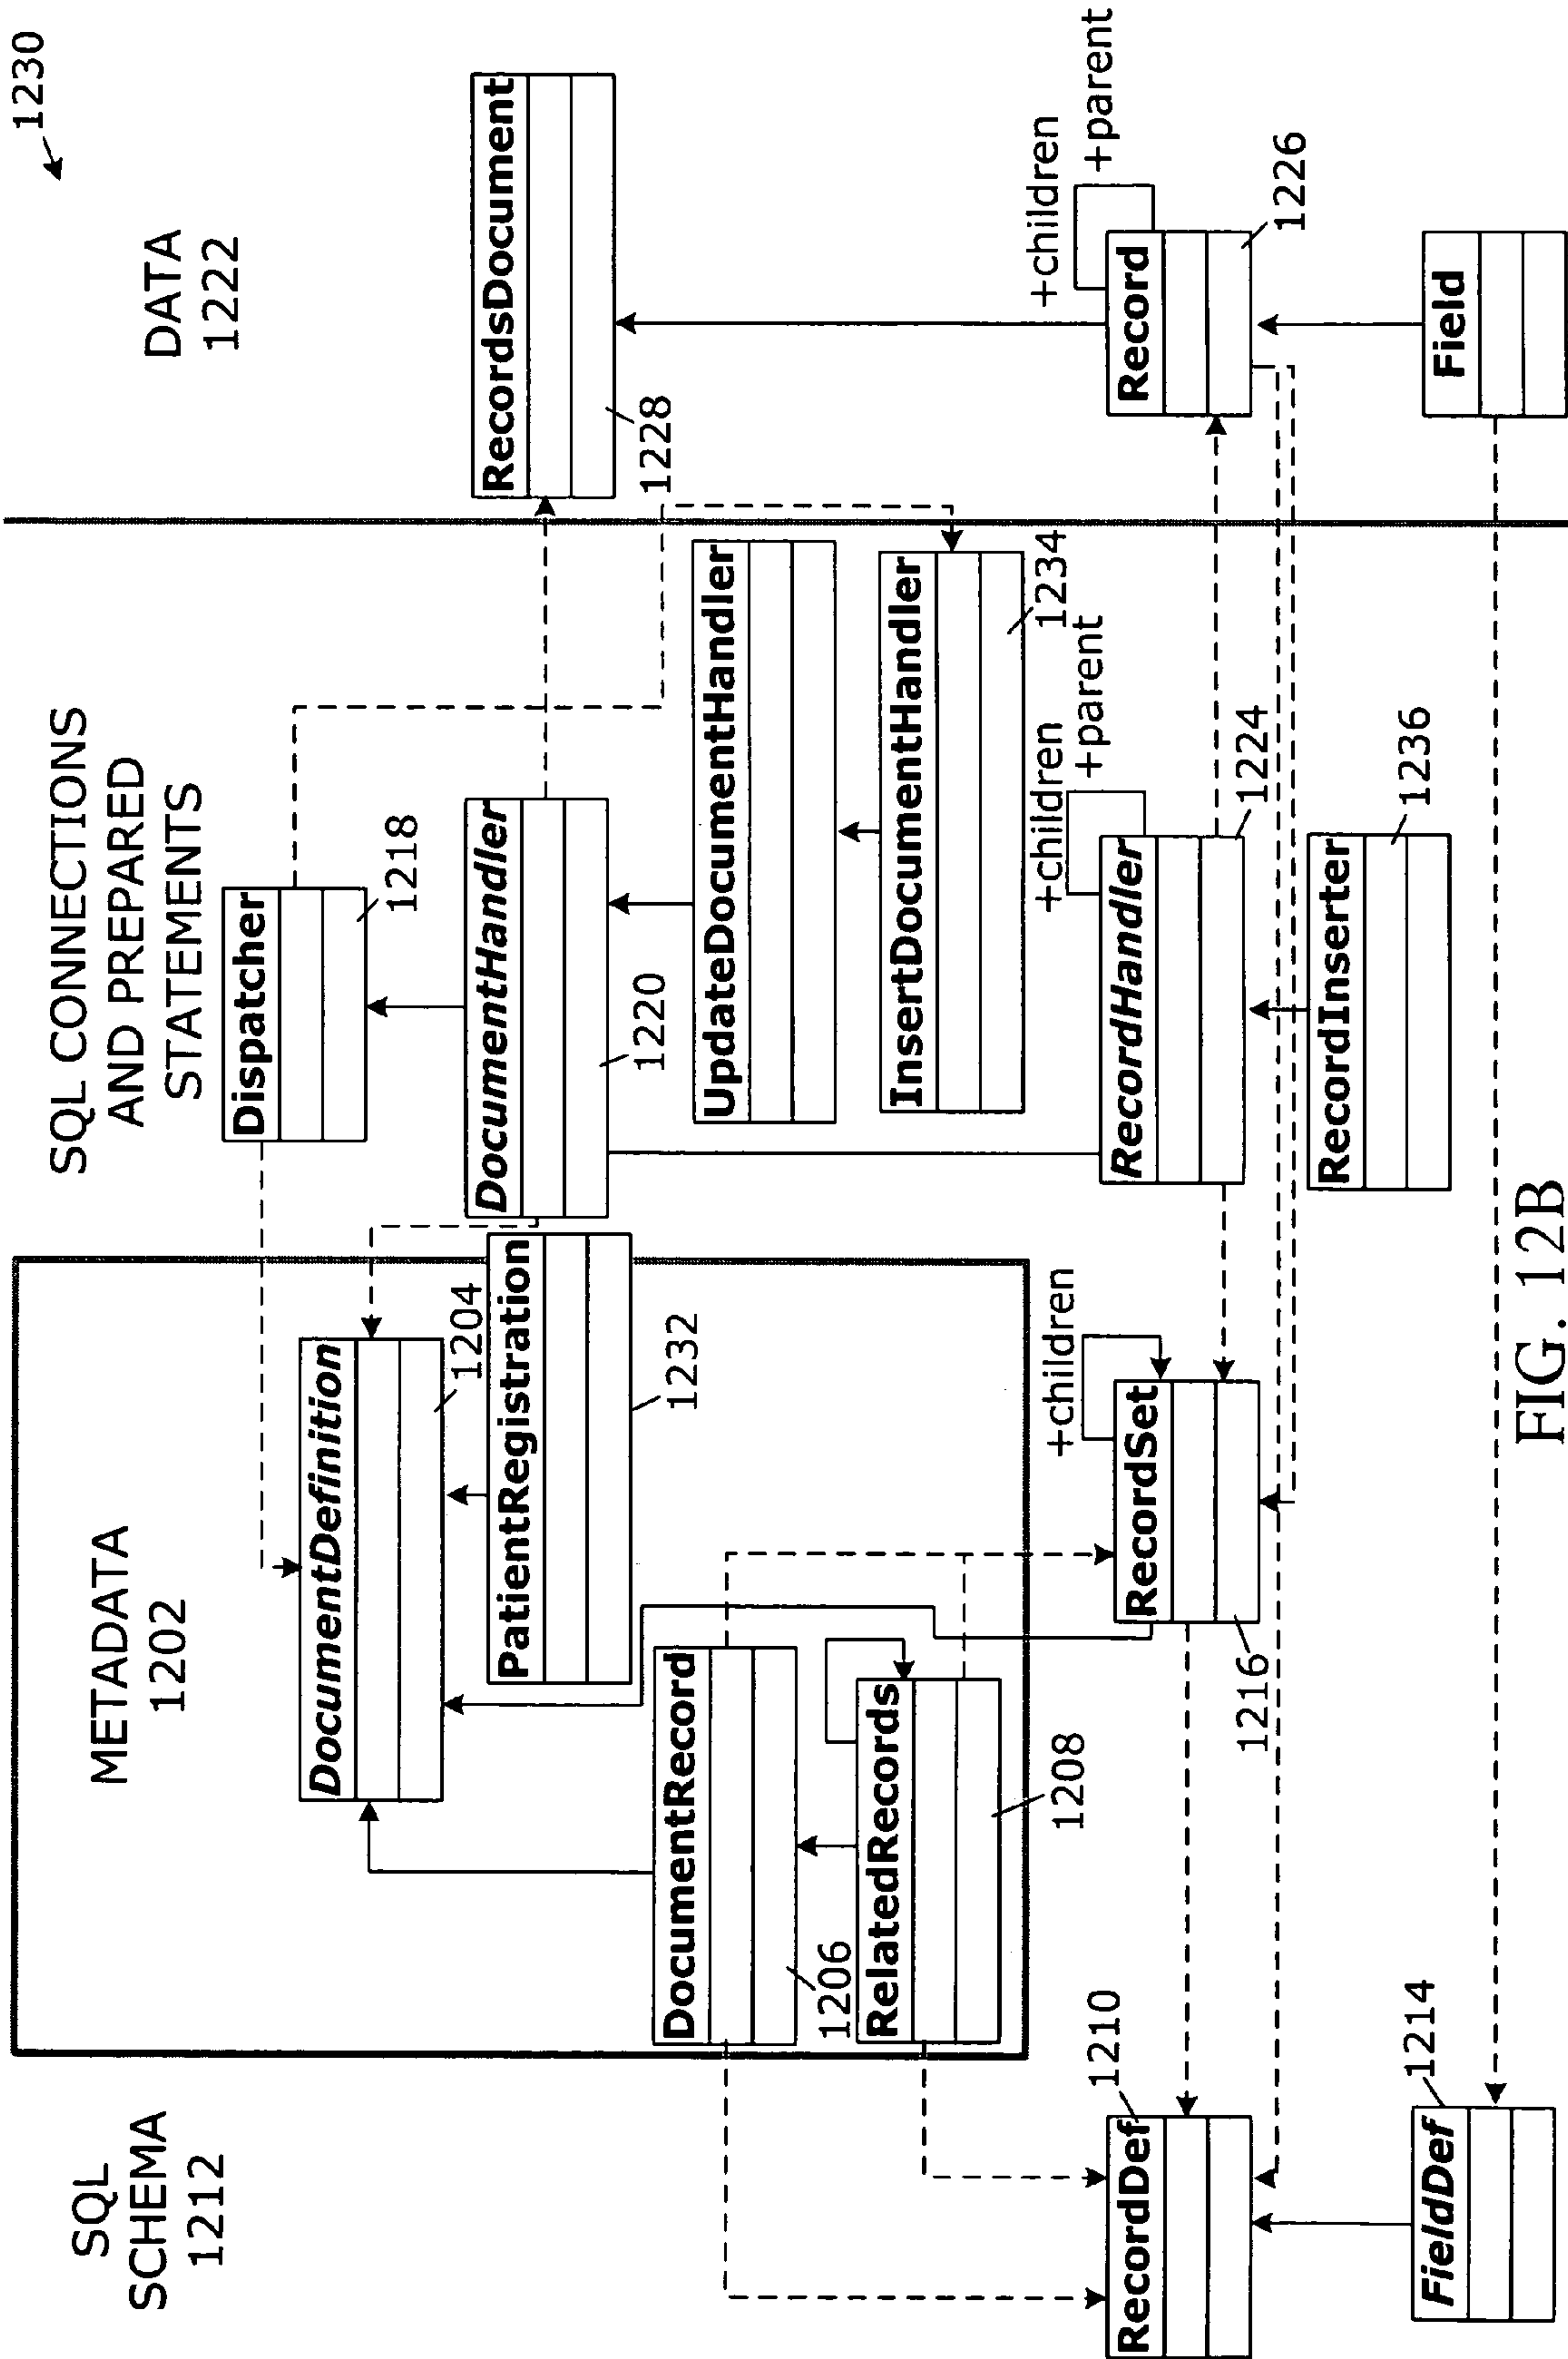 1230
SQL
SCHEMA
1212
METADATA
1202
SQL CONNECTIONS
AND PREPARED
STATEMENTS
DATA
1222
Dispatcher
1218
DocumentDefinition
1204
DocumentHandler
1220
RecordsDocument
1228
PatientRegistration
1232
UpdateDocumentHandler
DocumentRecord
1206
InsertDocumentHandler
1234
RelatedRecords
1208
+children
+children
+parent
+children
+parent
RecordDef
1210
RecordSet
1216
RecordHandler
1224
Record
1226
RecordInserter
1236
FieldDef
1214
Field
FIG. 12B